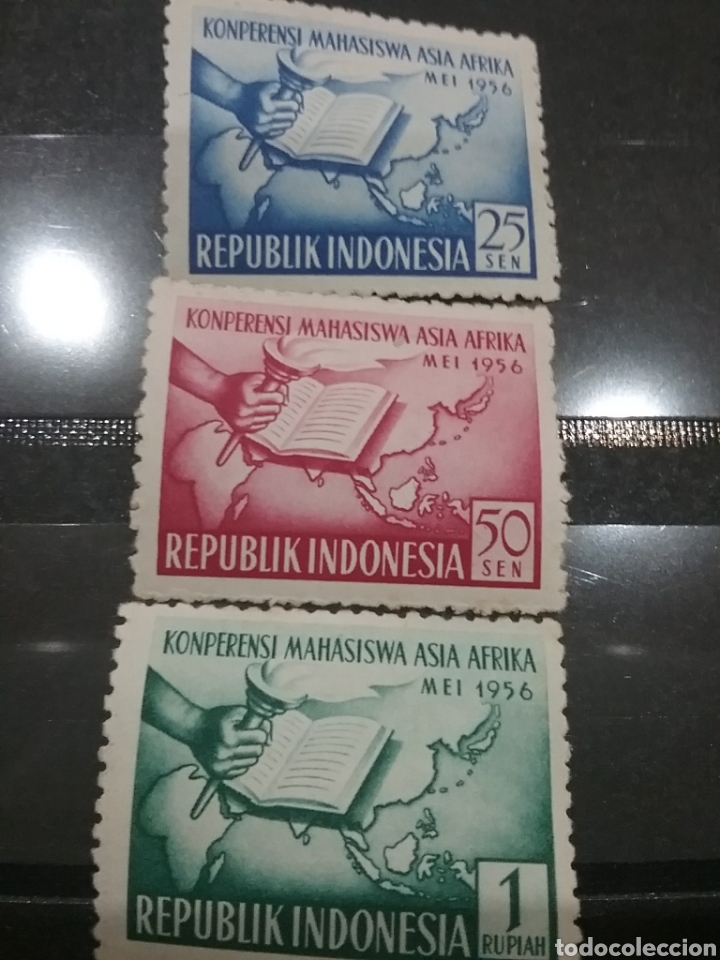 KONPERENSI MAHASISWA ASIA AFRIKA
MEI 1956
REPUBLIK INDONESIA
25
SEN
KONPERENSI MAHASISWA ASIA AFRIKA
MEI 1956
REPUBLIK INDONESIA
50
SEN
KONPERENSI MAHASISWA ASIA AFRIKA
MEI 1956
REPUBLIK INDONESIA
1
RUPIAH
todocoleccion